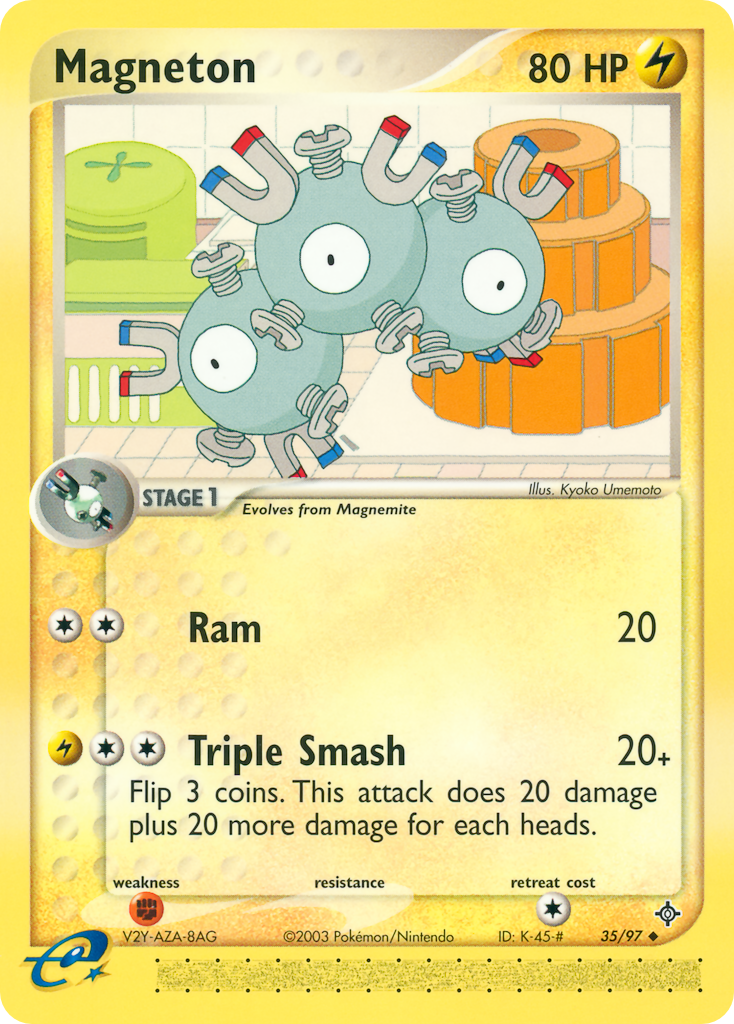 Magneton
80 HP
Illus. Kyoko Umemoto
STAGE 1
Evolves from Magnemite
Ram 20
Triple Smash 20+
Flip 3 coins. This attack does 20 damage
plus 20 more damage for each heads.
weakness resistance retreat cost
V2Y-AZA-8AG ©2003 Pokémon/Nintendo ID: K-45-# 35/97
e